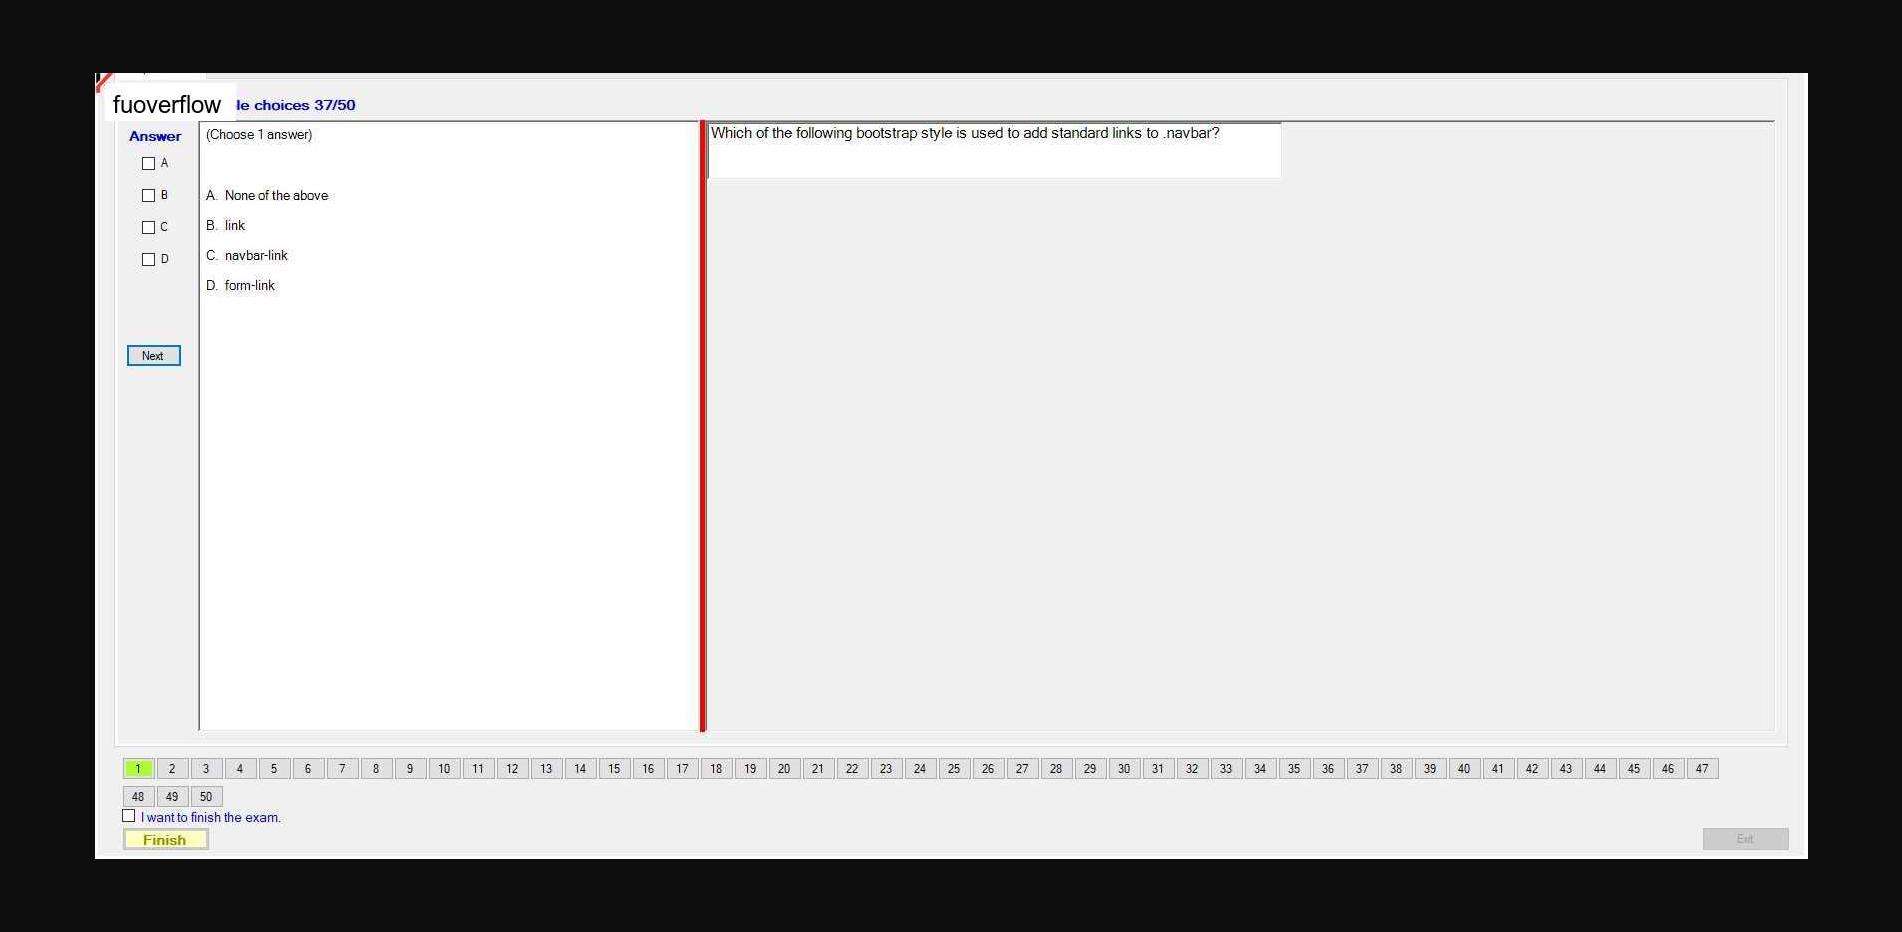 fuoverflow le choices 37/50
Answer
(Choose 1 answer)
Which of the following bootstrap style is used to add standard links to .navbar?
A
B
C
D
A. None of the above
B. link
C. navbar-link
D. form-link
Next
1 2 3 4 5 6 7 8 9 10 11 12 13 14 15 16 17 18 19 20 21 22 23 24 25 26 27 28 29 30 31 32 33 34 35 36 37 38 39 40 41 42 43 44 45 46 47
48 49 50
I want to finish the exam.
Finish
Exit